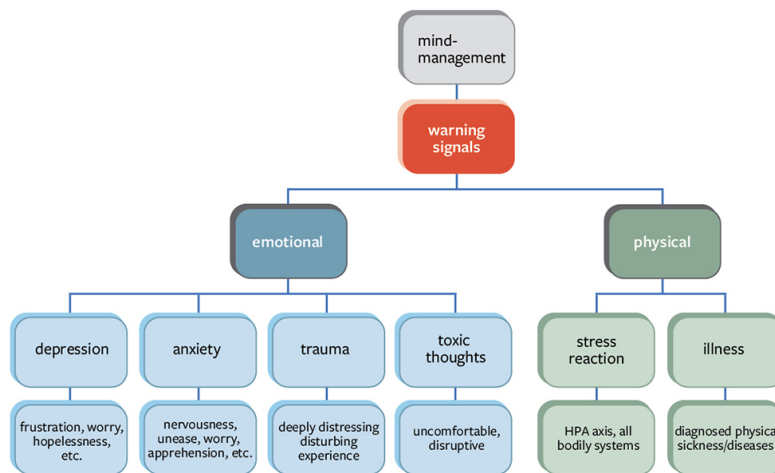 mind-
management
warning
signals
emotional
physical
depression
anxiety
trauma
toxic
thoughts
stress
reaction
illness
frustration, worry,
hopelessness,
etc.
nervousness,
unease, worry,
apprehension, etc.
deeply distressing
disturbing
experience
uncomfortable,
disruptive
HPA axis, all
bodily systems
diagnosed physical
sickness/diseases